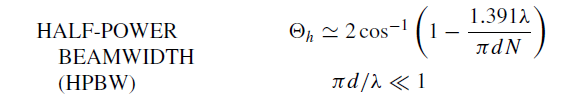 HALF-POWER
BEAMWIDTH
(HPBW)
Θh ≃ 2 cos⁻¹ (1 − 1.391λ / πdN)
πd/λ ≪ 1